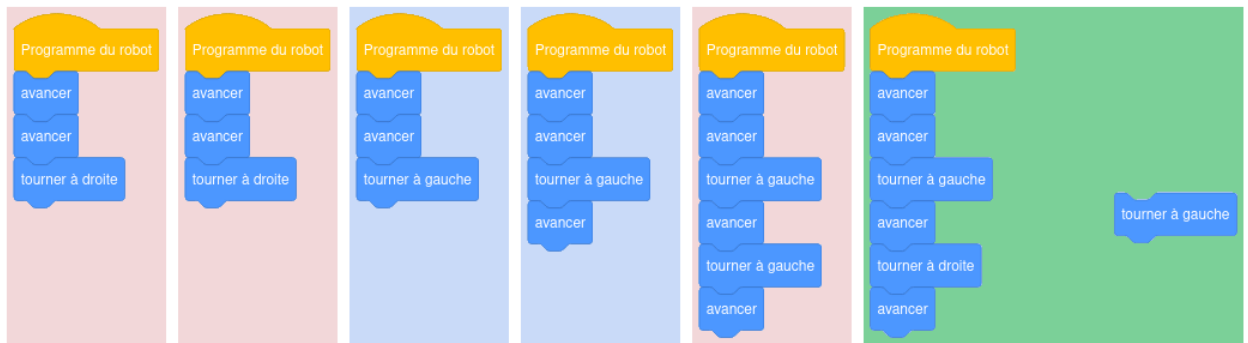 Programme du robot
avancer
avancer
tourner à droite
Programme du robot
avancer
avancer
tourner à droite
Programme du robot
avancer
avancer
tourner à gauche
Programme du robot
avancer
avancer
tourner à gauche
avancer
Programme du robot
avancer
avancer
tourner à gauche
avancer
tourner à gauche
avancer
Programme du robot
avancer
avancer
tourner à gauche
avancer
tourner à droite
avancer
tourner à gauche